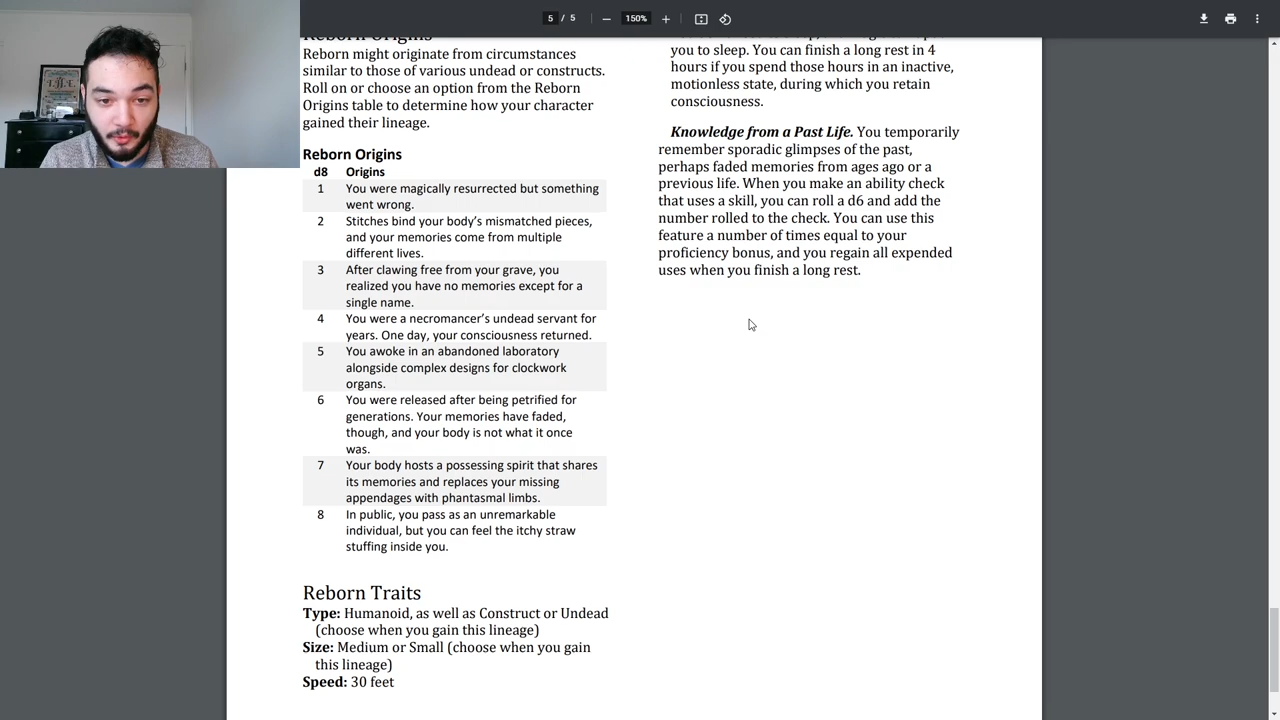 5 / 5
150%
Reborn Origins
Reborn might originate from circumstances
similar to those of various undead or constructs.
Roll on or choose an option from the Reborn
Origins table to determine how your character
gained their lineage.
Reborn Origins
d8 Origins
1 You were magically resurrected but something
went wrong.
2 Stitches bind your body’s mismatched pieces,
and your memories come from multiple
different lives.
3 After clawing free from your grave, you
realized you have no memories except for a
single name.
4 You were a necromancer’s undead servant for
years. One day, your consciousness returned.
5 You awoke in an abandoned laboratory
alongside complex designs for clockwork
organs.
6 You were released after being petrified for
generations. Your memories have faded,
though, and your body is not what it once
was.
7 Your body hosts a possessing spirit that shares
its memories and replaces your missing
appendages with phantasmal limbs.
8 In public, you pass as an unremarkable
individual, but you can feel the itchy straw
stuffing inside you.
Reborn Traits
Type: Humanoid, as well as Construct or Undead
(choose when you gain this lineage)
Size: Medium or Small (choose when you gain
this lineage)
Speed: 30 feet
you to sleep. You can finish a long rest in 4
hours if you spend those hours in an inactive,
motionless state, during which you retain
consciousness.
Knowledge from a Past Life. You temporarily
remember sporadic glimpses of the past,
perhaps faded memories from ages ago or a
previous life. When you make an ability check
that uses a skill, you can roll a d6 and add the
number rolled to the check. You can use this
feature a number of times equal to your
proficiency bonus, and you regain all expended
uses when you finish a long rest.